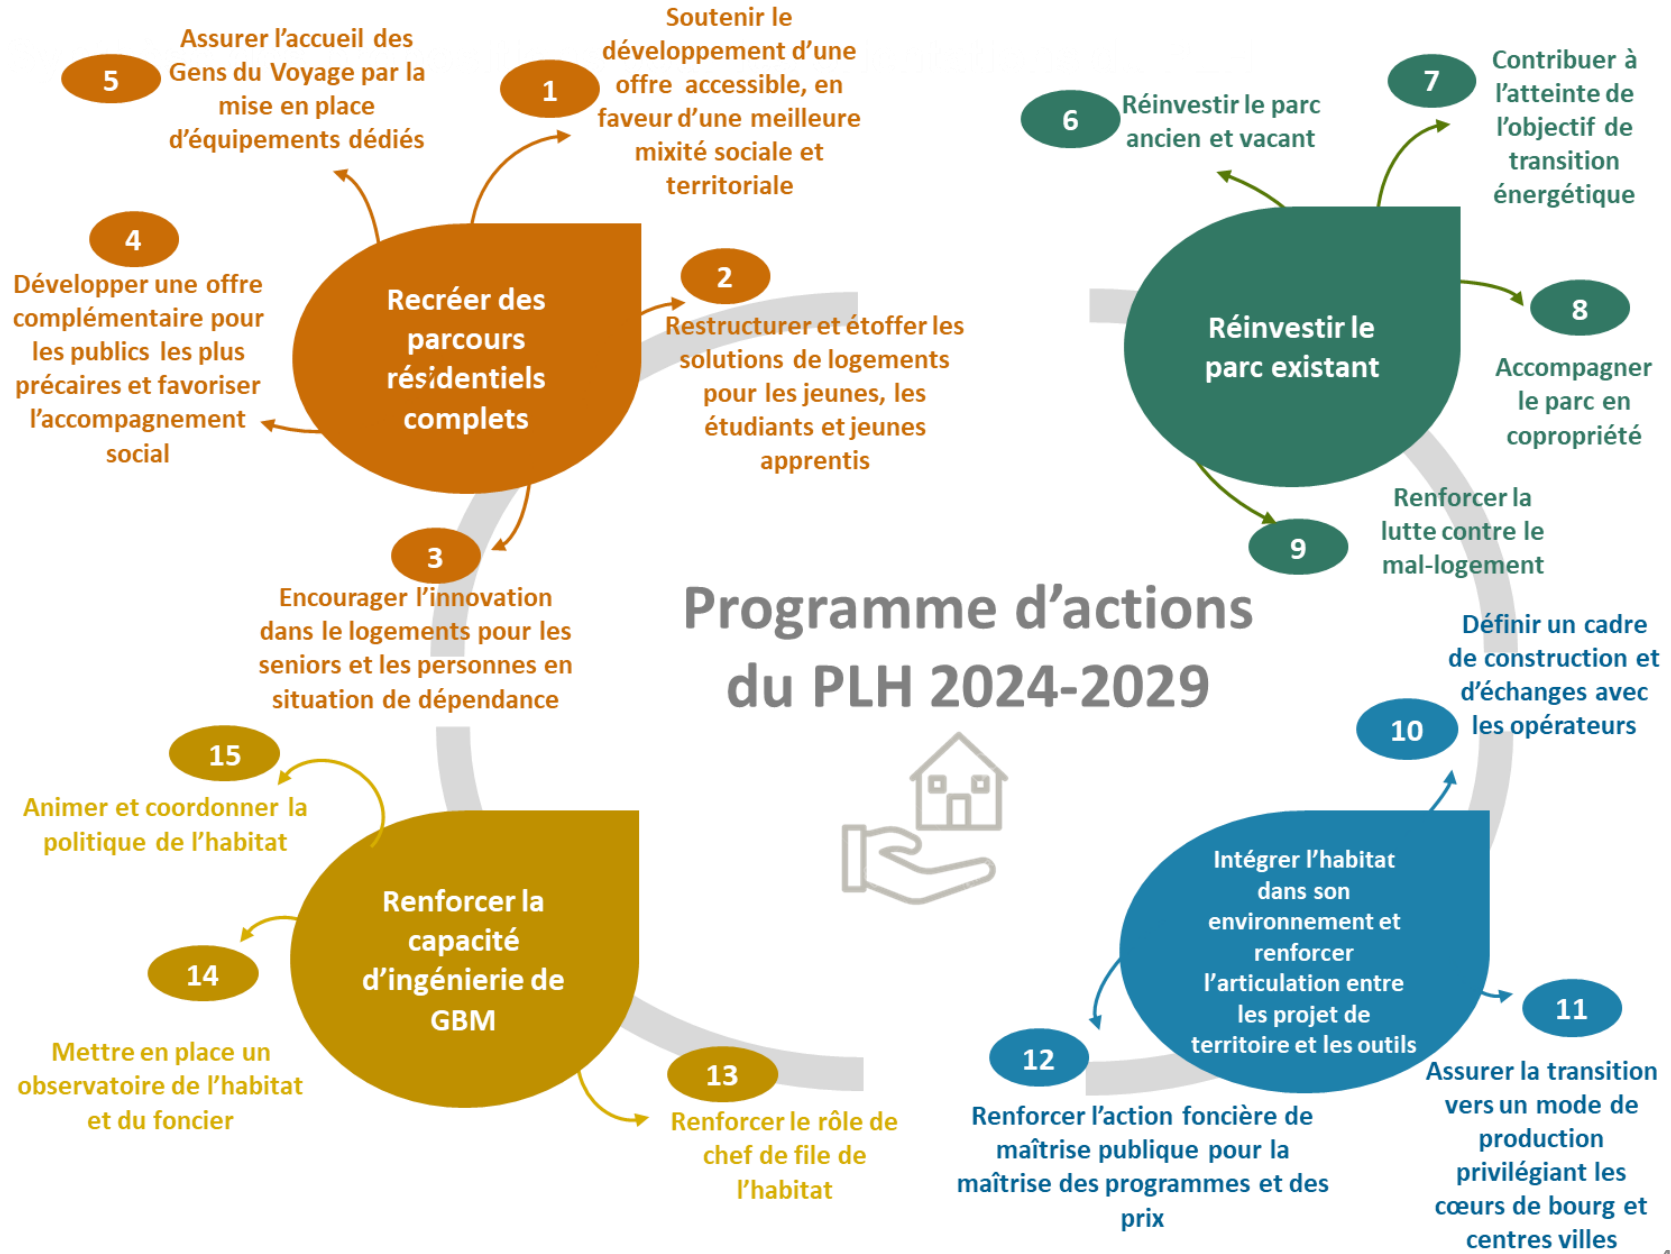 5
Assurer l’accueil des
Gens du Voyage par la
mise en place
d’équipements dédiés
1
Soutenir le
développement d’une
offre accessible, en
faveur d’une meilleure
mixité sociale et
territoriale
4
Développer une offre
complémentaire pour
les publics les plus
précaires et favoriser
l’accompagnement
social
Recréer des
parcours
résidentiels
complets
2
Restructurer et étoffer les
solutions de logements
pour les jeunes, les
étudiants et jeunes
apprentis
3
Encourager l’innovation
dans le logements pour les
seniors et les personnes en
situation de dépendance
6
Réinvestir le parc
ancien et vacant
7
Contribuer à
l’atteinte de
l’objectif de
transition
énergétique
Réinvestir le
parc existant
8
Accompagner
le parc en
copropriété
9
Renforcer la
lutte contre le
mal-logement
Programme d’actions
du PLH 2024-2029
15
Animer et coordonner la
politique de l’habitat
14
Mettre en place un
observatoire de l’habitat
et du foncier
Renforcer la
capacité
d’ingénierie de
GBM
13
Renforcer le rôle de
chef de file de
l’habitat
10
Définir un cadre
de construction et
d’échanges avec
les opérateurs
Intégrer l’habitat
dans son
environnement et
renforcer
l’articulation entre
les projet de
territoire et les outils
12
Renforcer l’action foncière de
maîtrise publique pour la
maîtrise des programmes et des
prix
11
Assurer la transition
vers un mode de
production
privilégiant les
cœurs de bourg et
centres villes